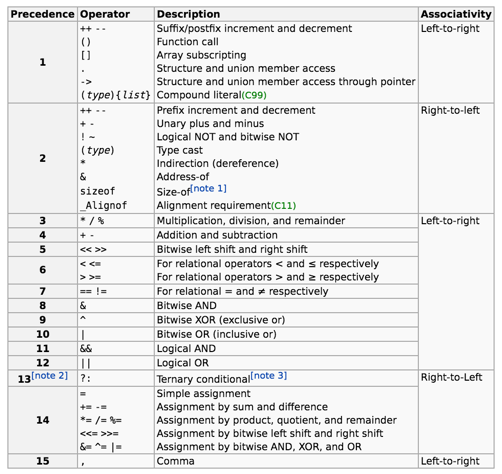 Precedence Operator Description Associativity
1 ++ -- Suffix/postfix increment and decrement Left-to-right
() Function call
[] Array subscripting
. Structure and union member access
-> Structure and union member access through pointer
(type){list} Compound literal(C99)
2 ++ -- Prefix increment and decrement Right-to-left
+ - Unary plus and minus
! ~ Logical NOT and bitwise NOT
(type) Type cast
* Indirection (dereference)
& Address-of
sizeof Size-of[note 1]
_Alignof Alignment requirement(C11)
3 * / % Multiplication, division, and remainder Left-to-right
4 + - Addition and subtraction
5 << >> Bitwise left shift and right shift
6 < <= For relational operators < and ≤ respectively
> >= For relational operators > and ≥ respectively
7 == != For relational = and ≠ respectively
8 & Bitwise AND
9 ^ Bitwise XOR (exclusive or)
10 | Bitwise OR (inclusive or)
11 && Logical AND
12 || Logical OR
13[note 2] ?: Ternary conditional[note 3] Right-to-Left
14 = Simple assignment
+= -= Assignment by sum and difference
*= /= %= Assignment by product, quotient, and remainder
<<= >>= Assignment by bitwise left shift and right shift
&= ^= |= Assignment by bitwise AND, XOR, and OR
15 , Comma Left-to-right